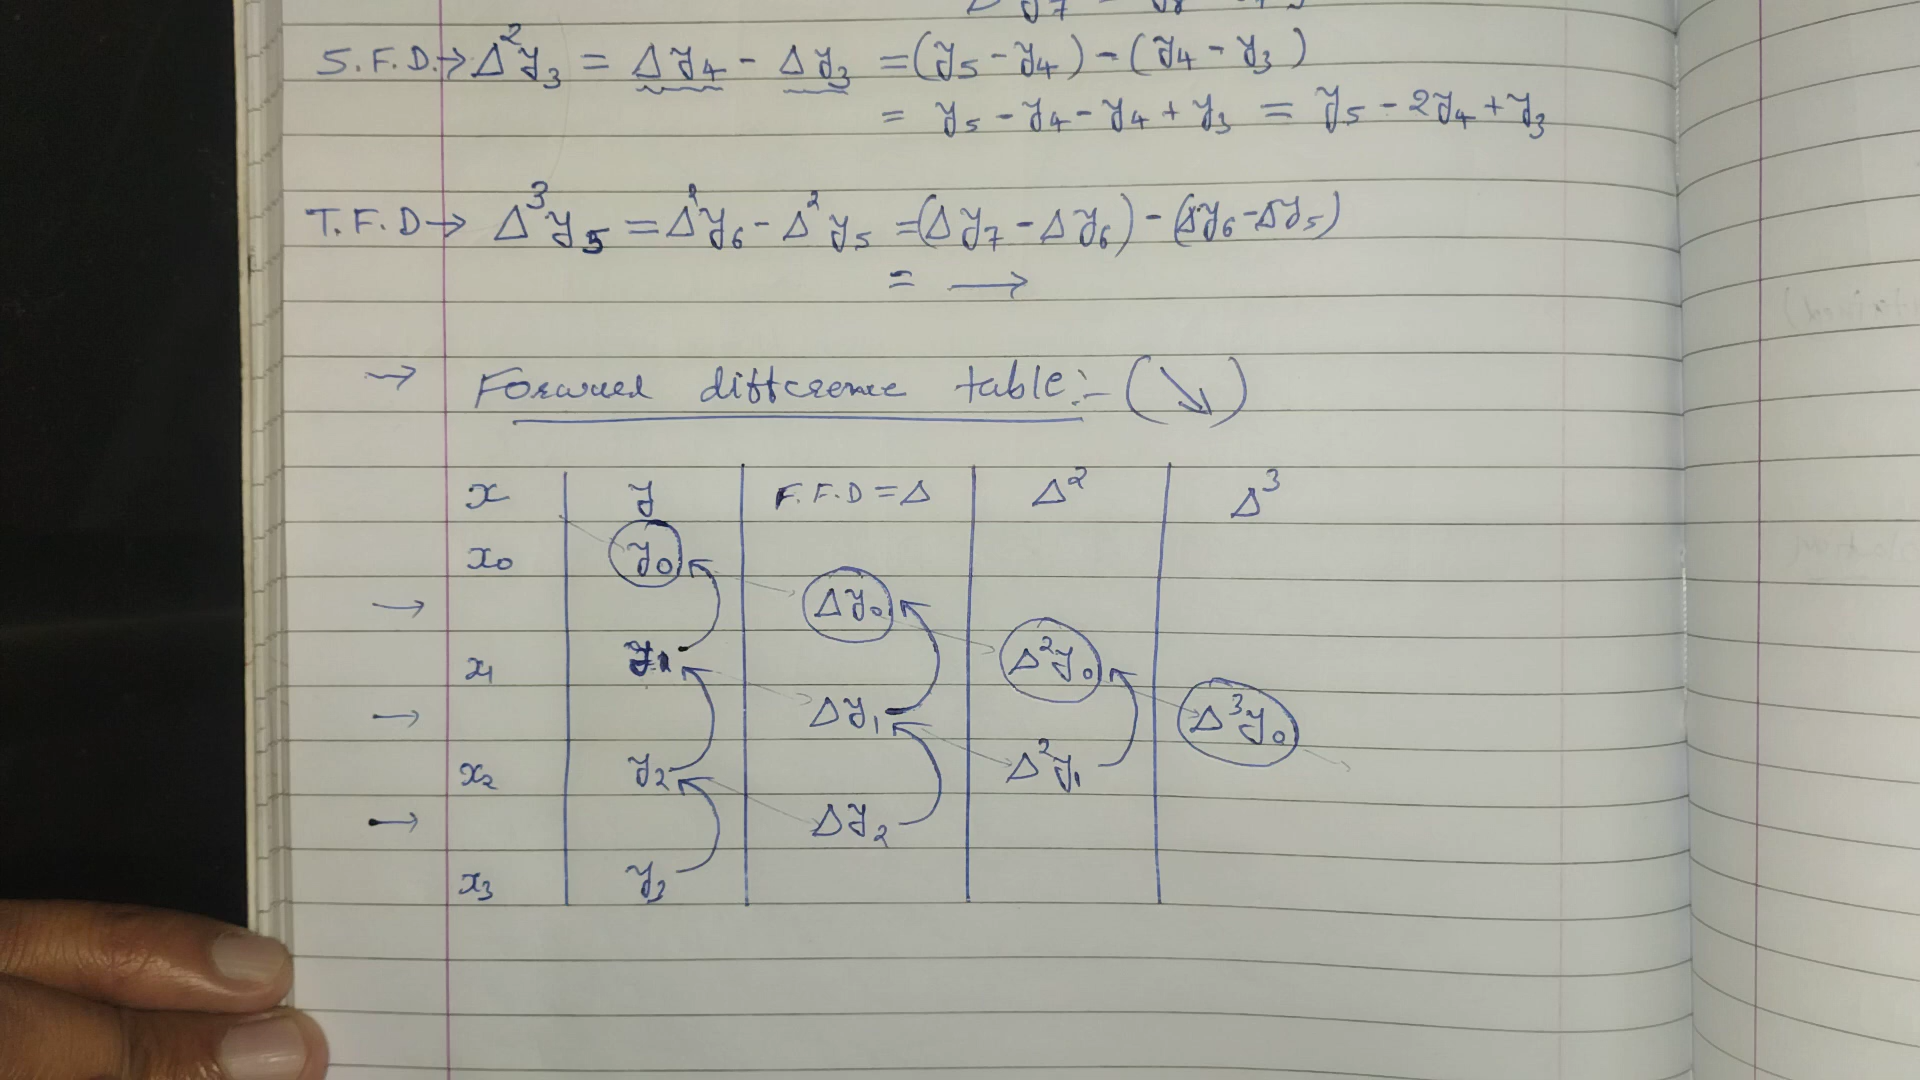 S.F.D.→ Δ²y₃ = Δy₄ - Δy₃ = (y₅ - y₄) - (y₄ - y₃)
= y₅ - y₄ - y₄ + y₃ = y₅ - 2y₄ + y₃
T.F.D→ Δ³y₅ = Δ²y₆ - Δ²y₅ = (Δy₇ - Δy₆) - (Δy₆ - Δy₅)
= →
→ Forward difference table:- (↘)
x y F.F.D = Δ Δ² Δ³
x₀ y₀
→ Δy₀
x₁ y₁ Δ²y₀
→ Δy₁ Δ³y₀
x₂ y₂ Δ²y₁
→ Δy₂
x₃ y₃